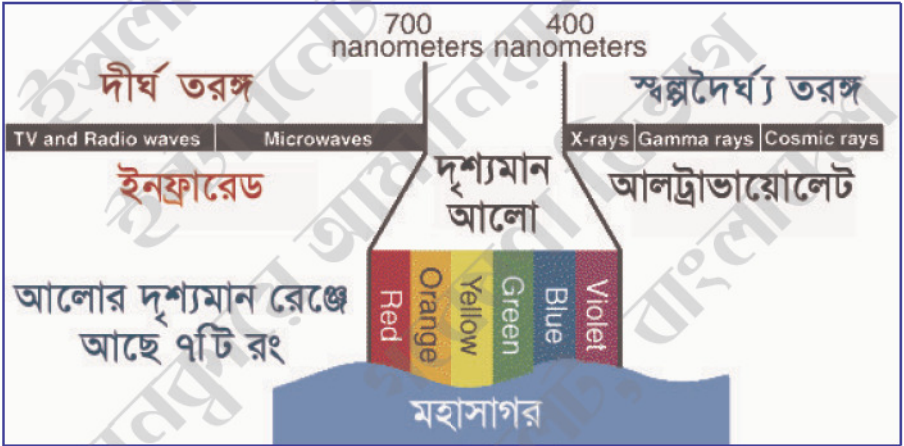 700 400
nanometers nanometers
দীর্ঘ তরঙ্গ
স্বল্পদৈর্ঘ্য তরঙ্গ
TV and Radio waves Microwaves
X-rays Gamma rays Cosmic rays
ইনফ্রারেড
দৃশ্যমান
আলো
আলট্রাভায়োলেট
আলোর দৃশ্যমান রেঞ্জে
আছে ৭টি রং
Red
Orange
Yellow
Green
Blue
Violet
মহাসাগর